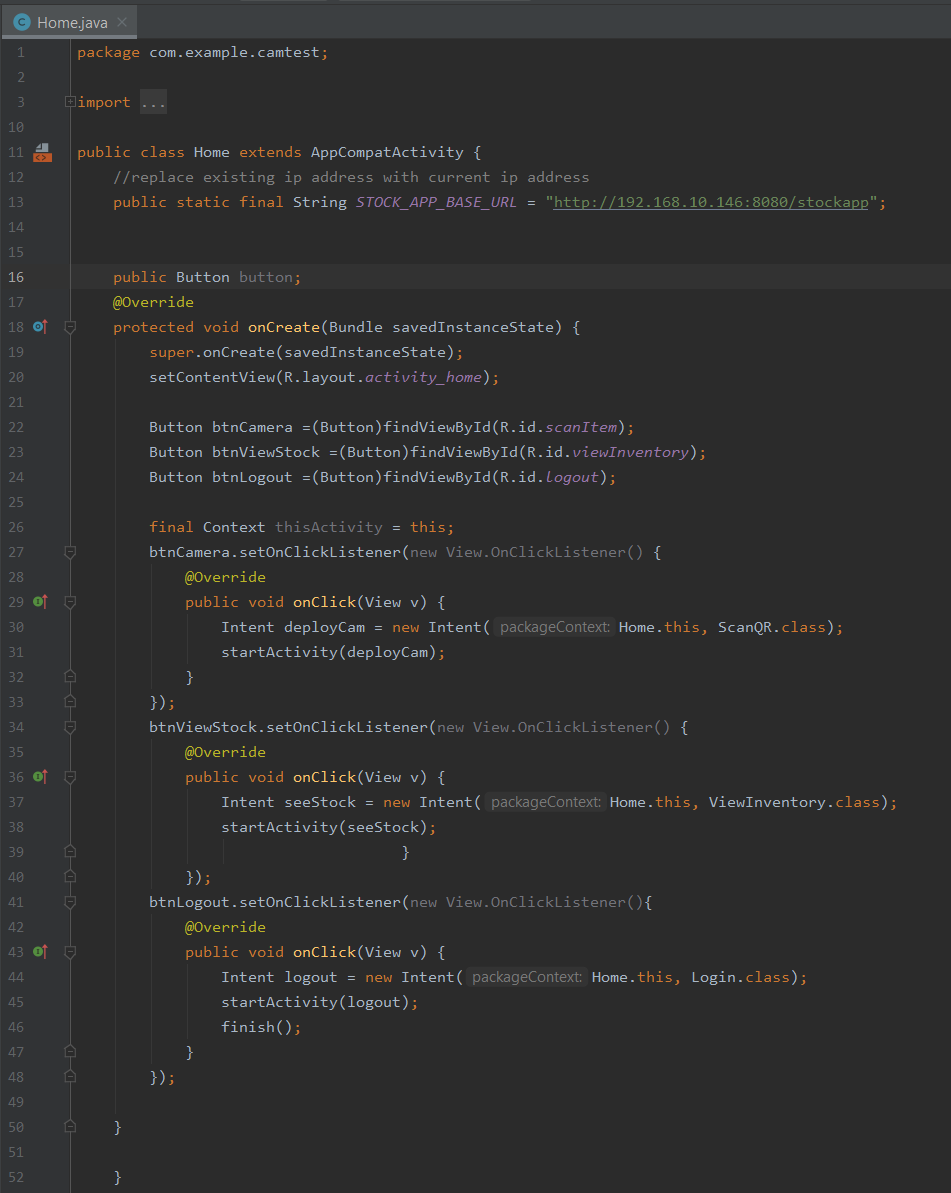 Home.java
1 package com.example.camtest;
2
3 import ...
10
11 public class Home extends AppCompatActivity {
12 //replace existing ip address with current ip address
13 public static final String STOCK_APP_BASE_URL = "http://192.168.10.146:8080/stockapp";
14
15
16 public Button button;
17 @Override
18 protected void onCreate(Bundle savedInstanceState) {
19 super.onCreate(savedInstanceState);
20 setContentView(R.layout.activity_home);
21
22 Button btnCamera =(Button)findViewById(R.id.scanItem);
23 Button btnViewStock =(Button)findViewById(R.id.viewInventory);
24 Button btnLogout =(Button)findViewById(R.id.logout);
25
26 final Context thisActivity = this;
27 btnCamera.setOnClickListener(new View.OnClickListener() {
28 @Override
29 public void onClick(View v) {
30 Intent deployCam = new Intent( packageContext: Home.this, ScanQR.class);
31 startActivity(deployCam);
32 }
33 });
34 btnViewStock.setOnClickListener(new View.OnClickListener() {
35 @Override
36 public void onClick(View v) {
37 Intent seeStock = new Intent( packageContext: Home.this, ViewInventory.class);
38 startActivity(seeStock);
39 }
40 });
41 btnLogout.setOnClickListener(new View.OnClickListener(){
42 @Override
43 public void onClick(View v) {
44 Intent logout = new Intent( packageContext: Home.this, Login.class);
45 startActivity(logout);
46 finish();
47 }
48 });
49
50 }
51
52 }